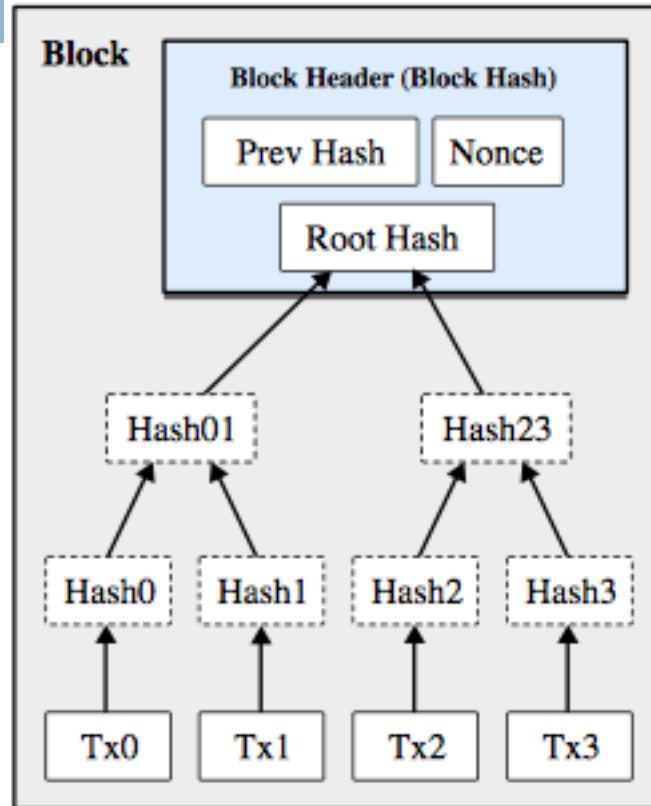 Block
Block Header (Block Hash)
Prev Hash Nonce
Root Hash
Hash01 Hash23
Hash0 Hash1 Hash2 Hash3
Tx0 Tx1 Tx2 Tx3